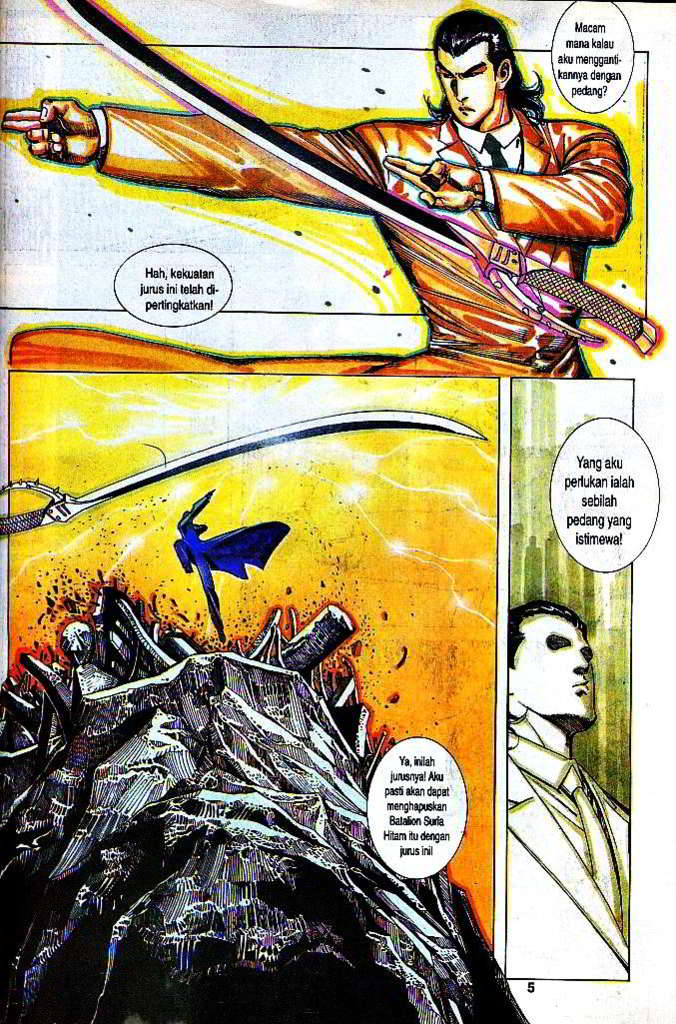 Macam
mana kalau
aku mengganti-
kannya dengan
pedang?
Hah, kekuatan
jurus ini telah di-
pertingkatkan!
Yang aku
perlukan ialah
sebilah
pedang yang
istimewa!
Ya, inilah
jurusnya! Aku
pasti akan dapat
menghapuskan
Batalion Suria
Hitam itu dengan
jurus ini!
5